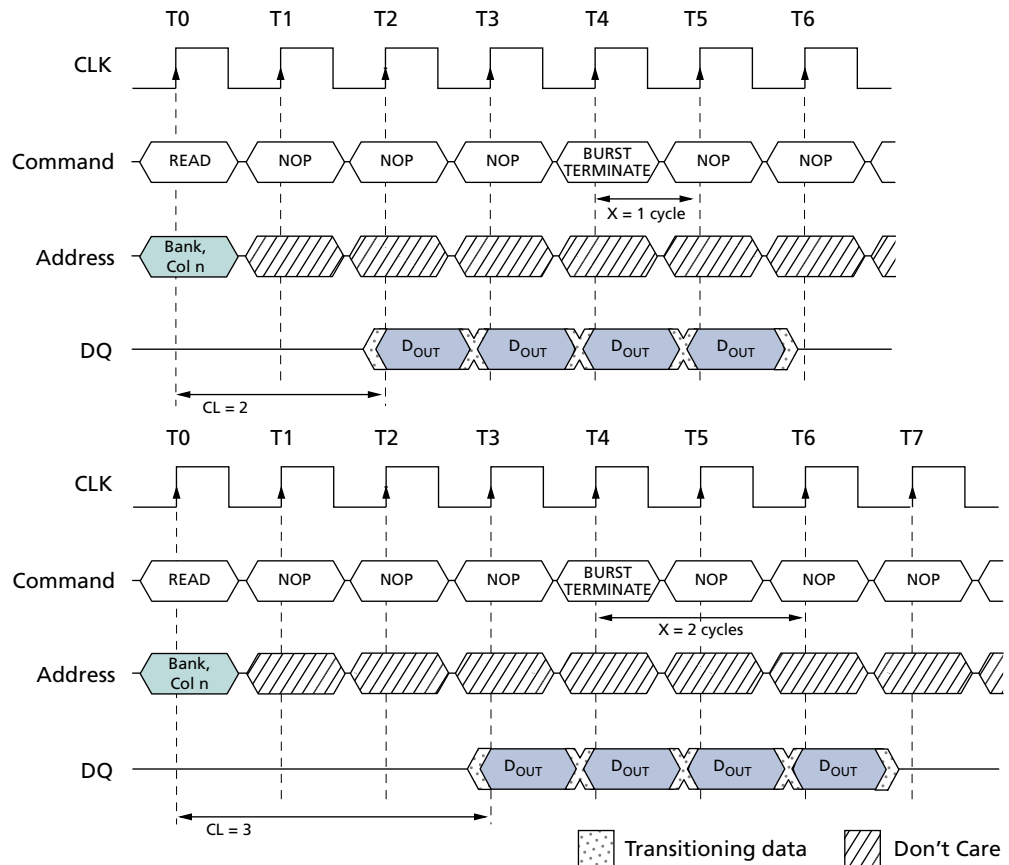 T0 T1 T2 T3 T4 T5 T6
CLK
Command READ NOP NOP NOP BURST TERMINATE NOP NOP
X = 1 cycle
Address Bank, Col n
DQ DOUT DOUT DOUT DOUT
CL = 2
T0 T1 T2 T3 T4 T5 T6 T7
CLK
Command READ NOP NOP NOP BURST TERMINATE NOP NOP NOP
X = 2 cycles
Address Bank, Col n
DQ DOUT DOUT DOUT DOUT
CL = 3
Transitioning data Don't Care